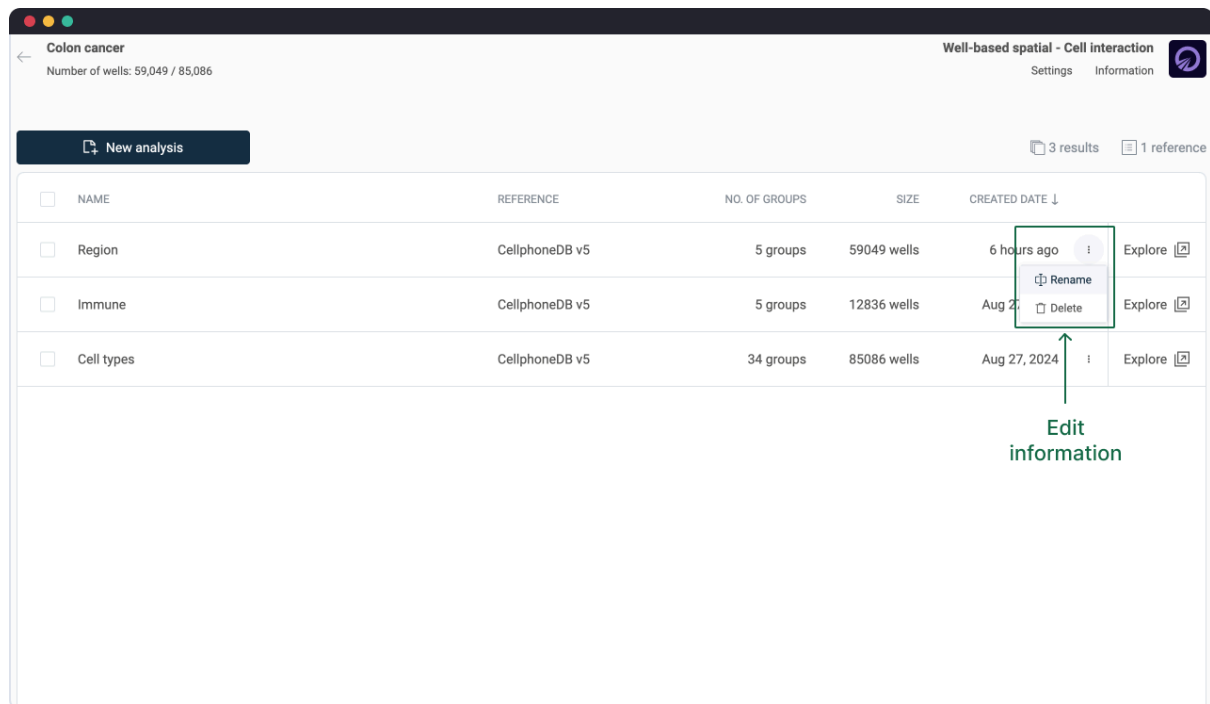 Colon cancer
Well-based spatial - Cell interaction
Number of wells: 59,049 / 85,086
Settings Information
New analysis
3 results 1 reference
NAME REFERENCE NO. OF GROUPS SIZE CREATED DATE ↓
Region CellphoneDB v5 5 groups 59049 wells 6 hours ago Explore
Rename
Immune CellphoneDB v5 5 groups 12836 wells Aug 2 Explore
Delete
Cell types CellphoneDB v5 34 groups 85086 wells Aug 27, 2024 Explore
Edit
information